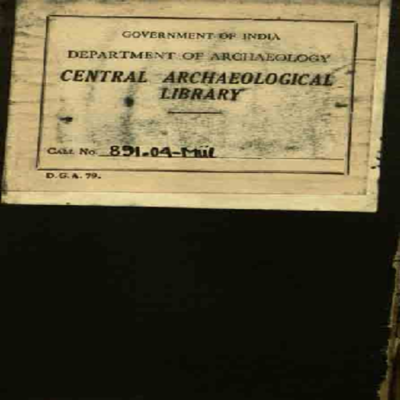 GOVERNMENT OF INDIA
DEPARTMENT OF ARCHAEOLOGY
CENTRAL ARCHAEOLOGICAL
LIBRARY
CALL No. 891.04-Mül
D.G.A. 79.